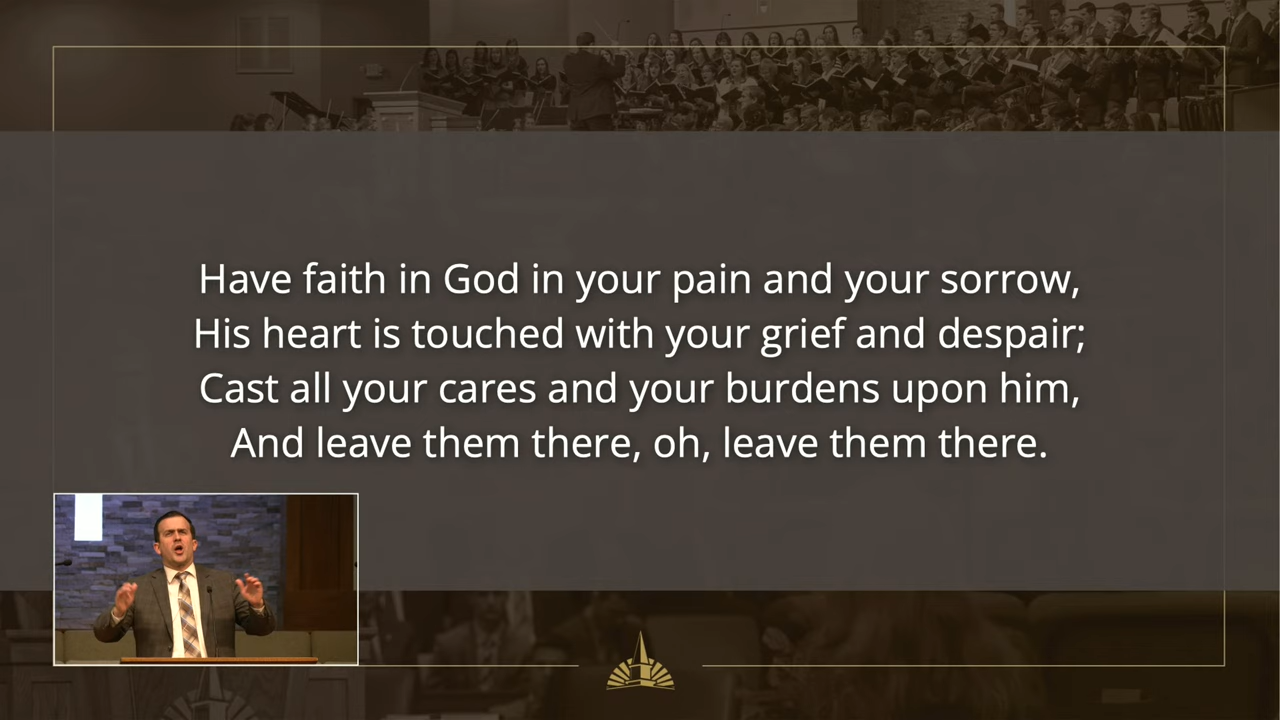 Have faith in God in your pain and your sorrow,
His heart is touched with your grief and despair;
Cast all your cares and your burdens upon him,
And leave them there, oh, leave them there.